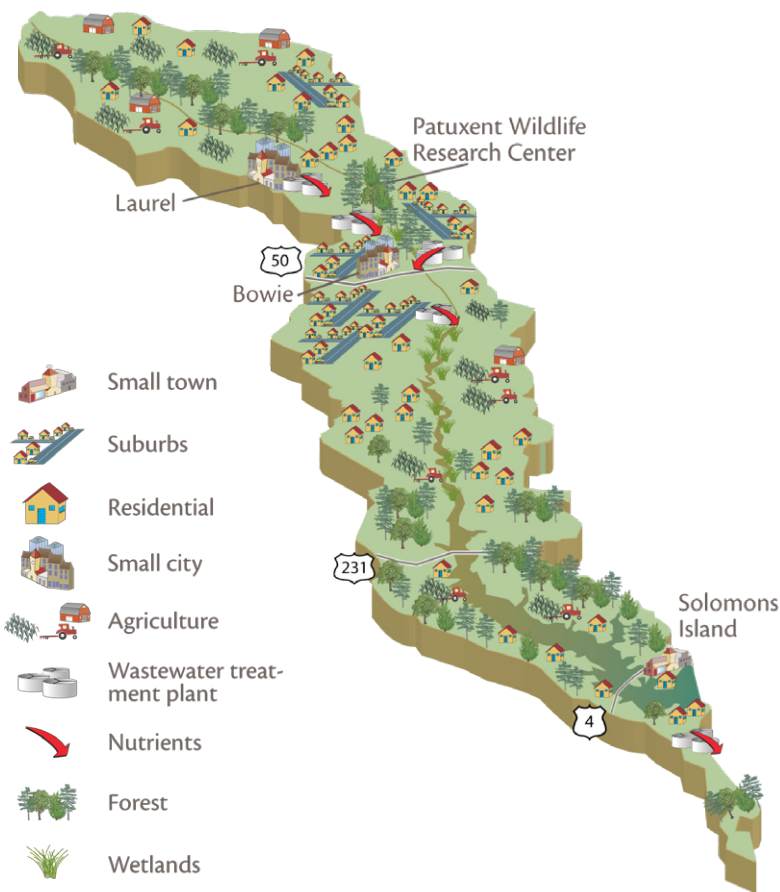 Patuxent Wildlife
Research Center
Laurel
50
Bowie
Small town
Suburbs
Residential
Small city
231
Agriculture
Solomons
Island
Wastewater treat-
ment plant
4
Nutrients
Forest
Wetlands